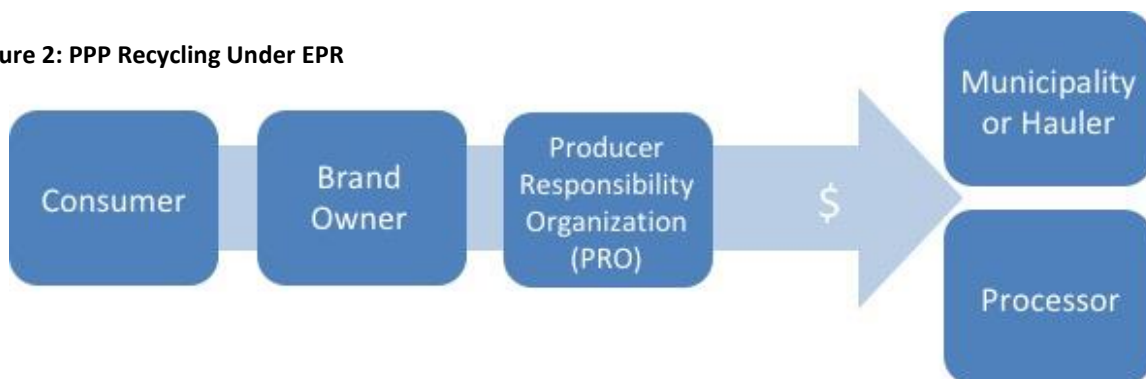 ure 2: PPP Recycling Under EPR
Consumer
Brand
Owner
Producer
Responsibility
Organization
(PRO)
$
Municipality
or Hauler
Processor